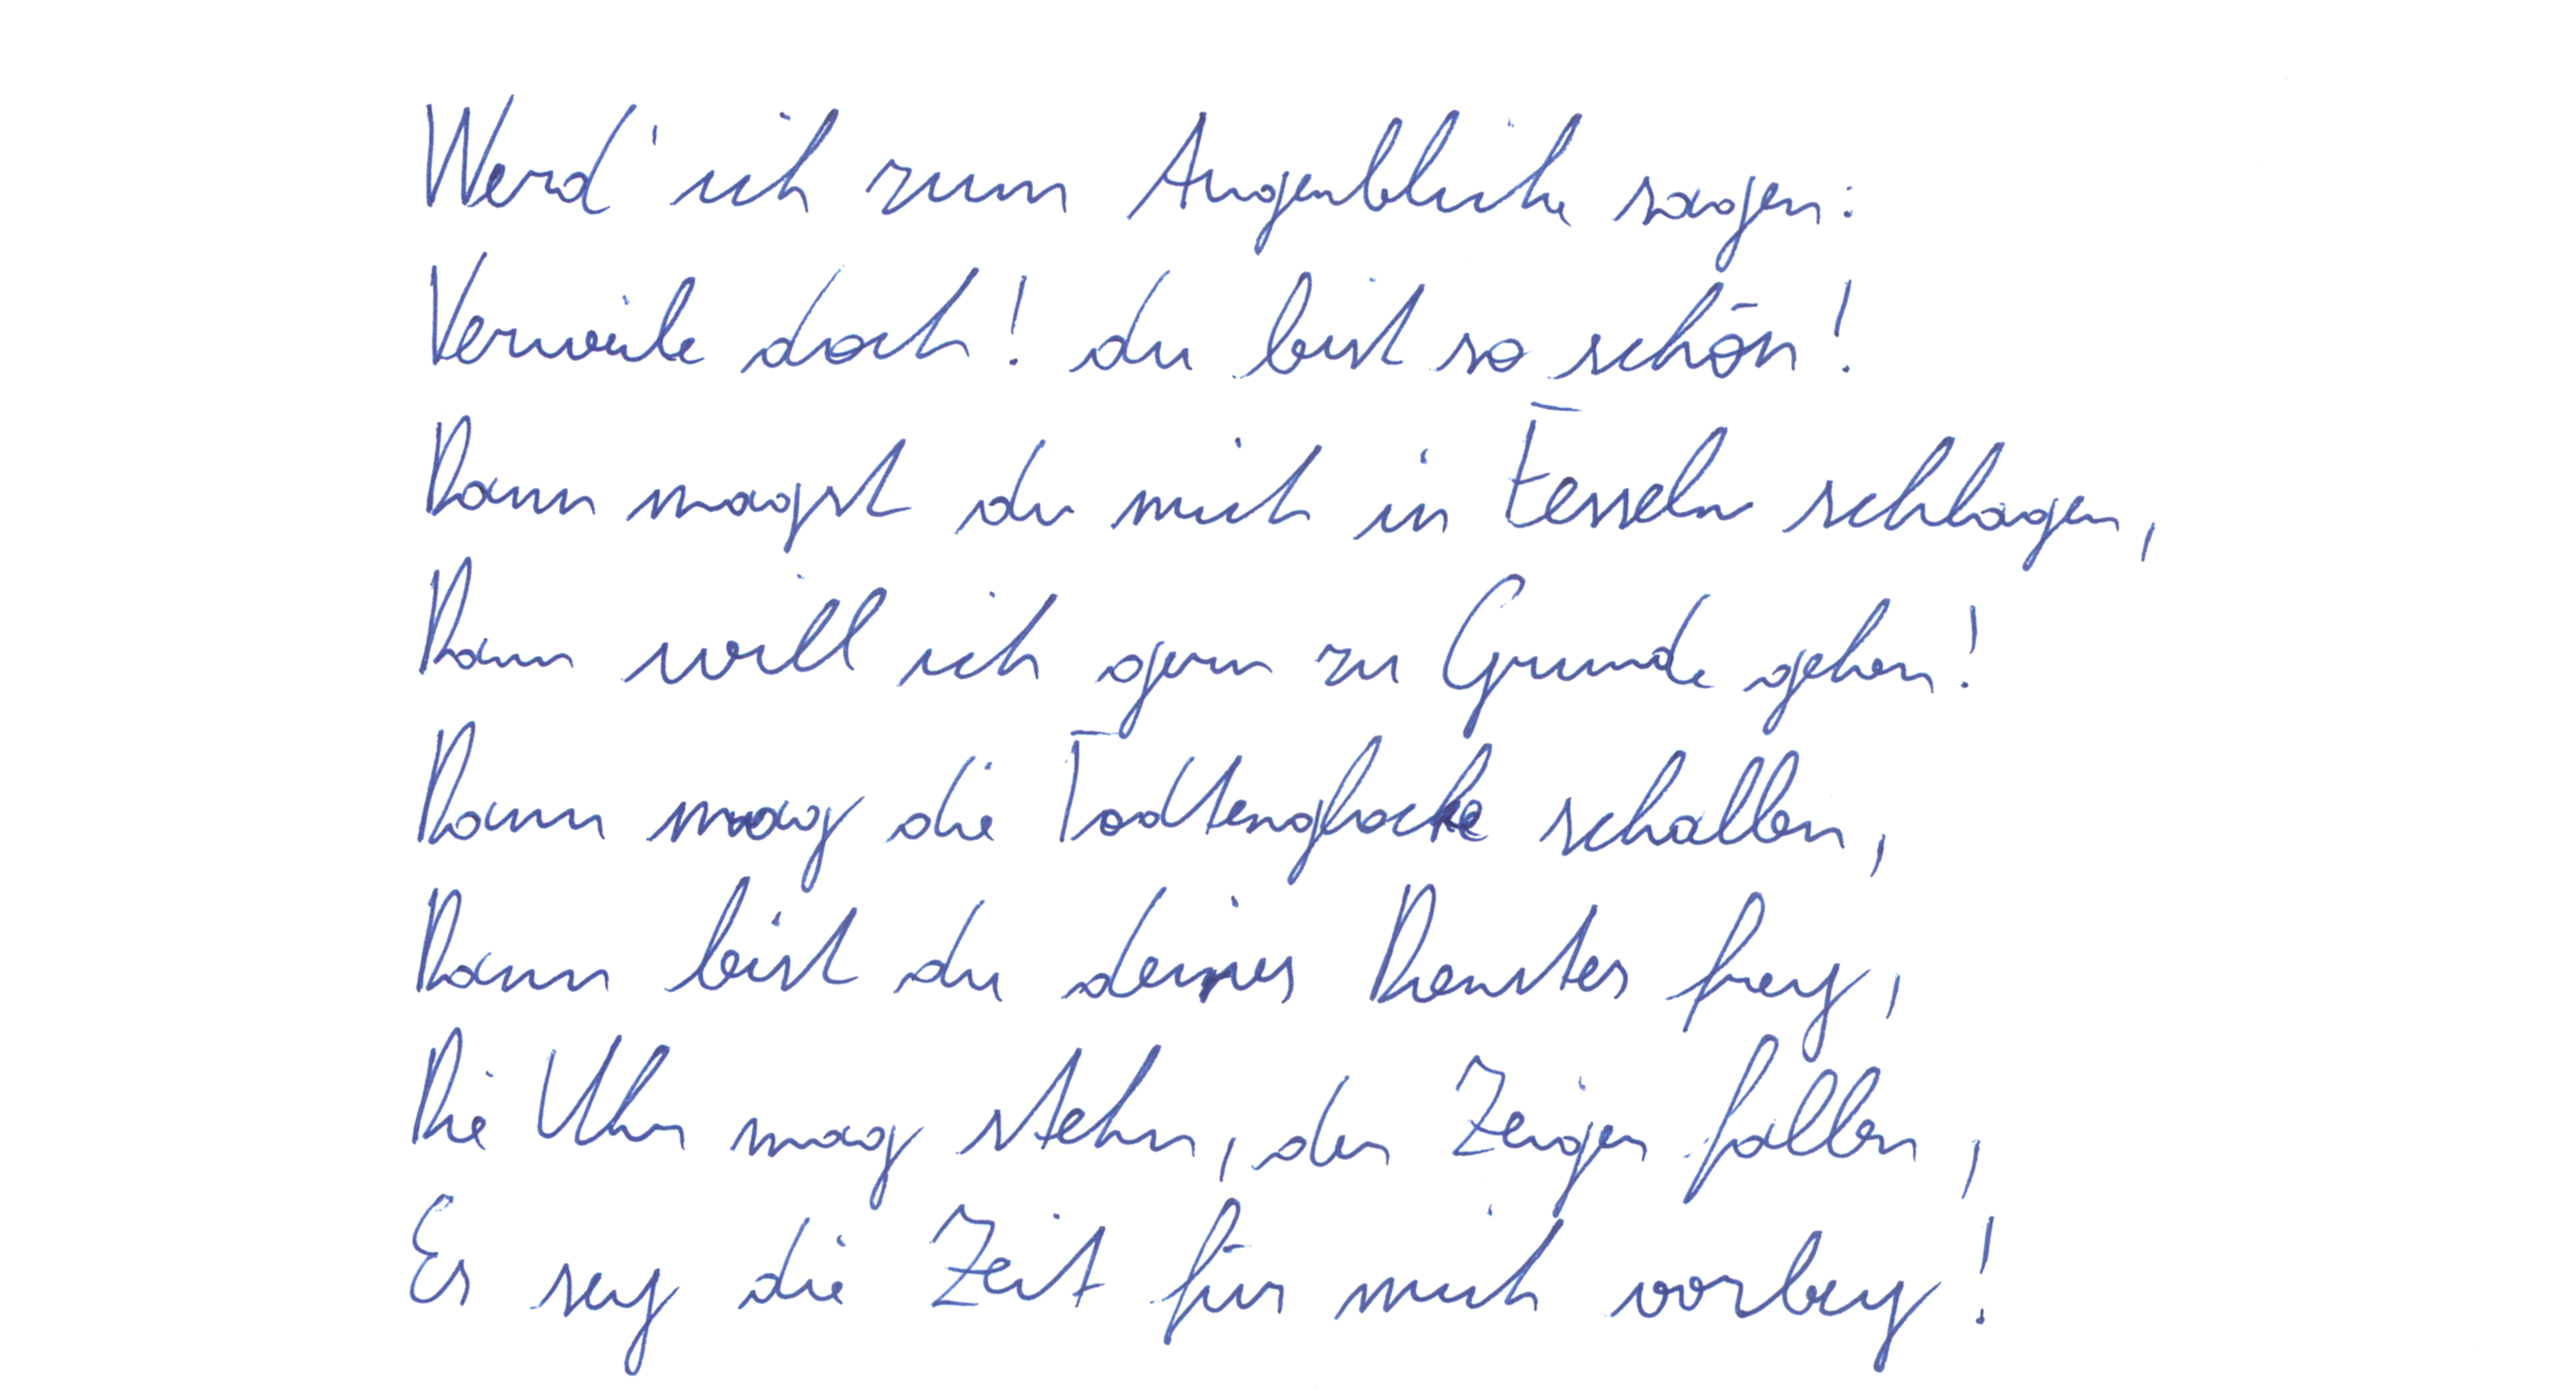 Werd' ich zum Augenblicke sagen:
Verweile doch! du bist so schön!
Dann magst du mich in Fesseln schlagen,
Dann will ich gern zu Grunde gehen!
Dann mag die Todtenglocke schallen,
Dann bist du deines Dienstes frey,
Die Uhr mag stehn, der Zeiger fallen,
Es sey die Zeit für mich vorbey!